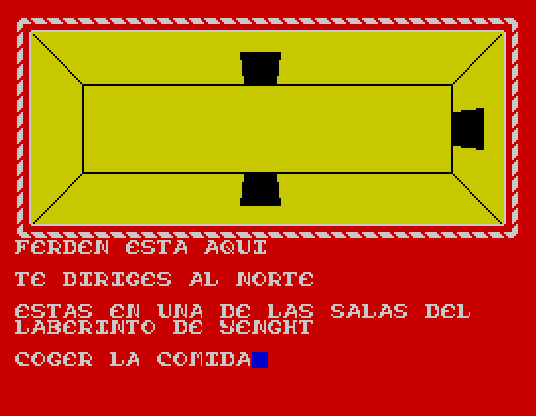 FERDEN ESTA AQUI
TE DIRIGES AL NORTE
ESTAS EN UNA DE LAS SALAS DEL
LABERINTO DE YENGHT
COGER LA COMIDA